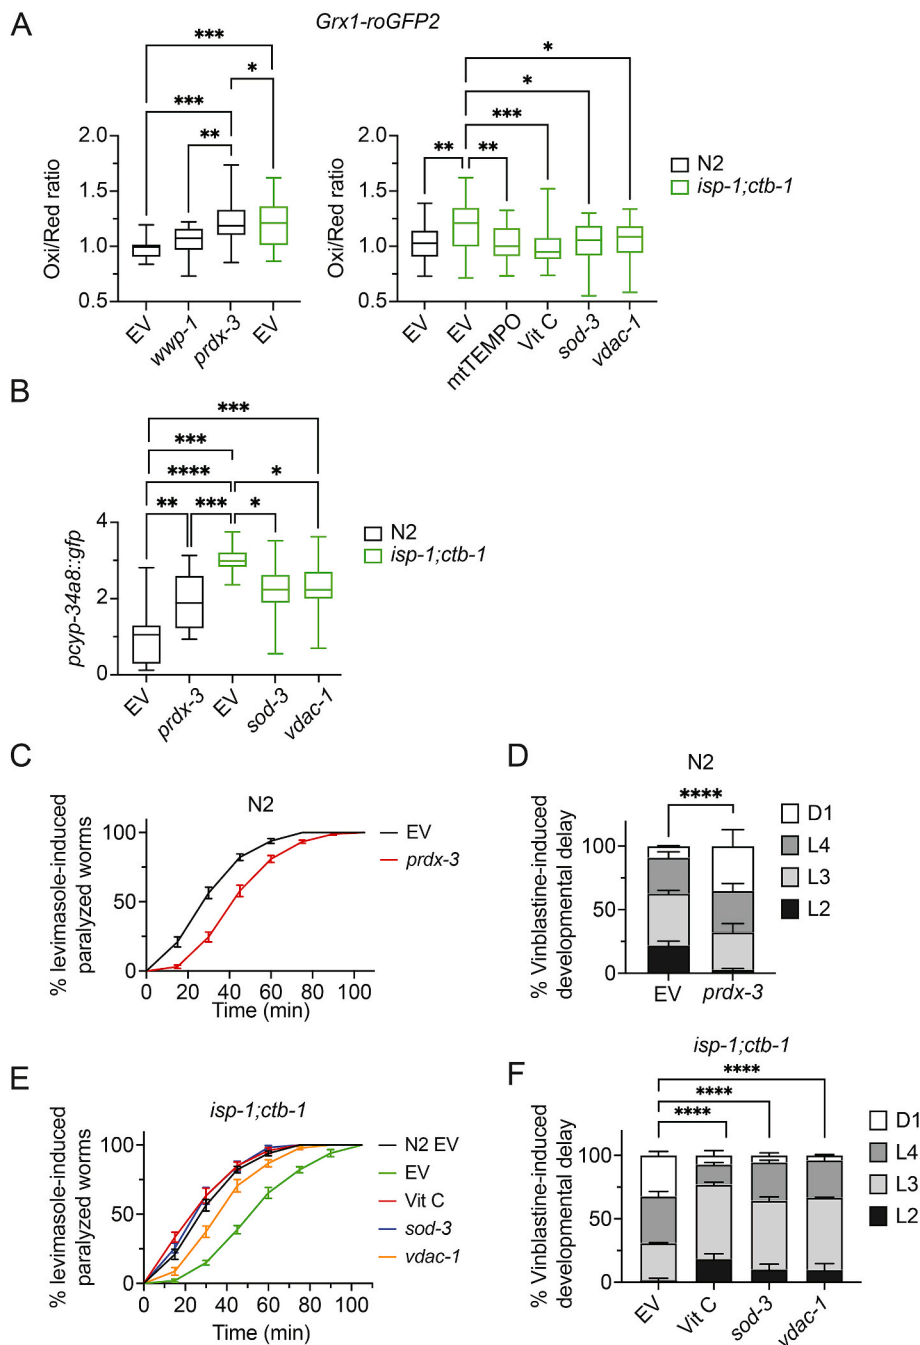 A
Grx1-roGFP2
***
*
***
**
2.0
1.5
1.0
0.5
Oxi/Red ratio
EV
wwp-1
prdx-3
EV
*
*
***
**
**
2.0
1.5
1.0
0.5
Oxi/Red ratio
EV
EV
mtTEMPO
Vit C
sod-3
vdac-1
N2
isp-1;ctb-1
B
***
***
****
*
**
***
*
4
2
0
pcyp-34a8::gfp
EV
prdx-3
EV
sod-3
vdac-1
N2
isp-1;ctb-1
C
N2
% levimasole-induced
paralyzed worms
100
50
0
0 20 40 60 80 100
Time (min)
EV
prdx-3
D
N2
****
% Vinblastine-induced
developmental delay
100
50
0
EV
prdx-3
D1
L4
L3
L2
E
isp-1;ctb-1
% levimasole-induced
paralyzed worms
100
50
0
0 20 40 60 80 100
Time (min)
N2 EV
EV
Vit C
sod-3
vdac-1
F
isp-1;ctb-1
****
****
****
% Vinblastine-induced
developmental delay
100
50
0
EV
Vit C
sod-3
vdac-1
D1
L4
L3
L2